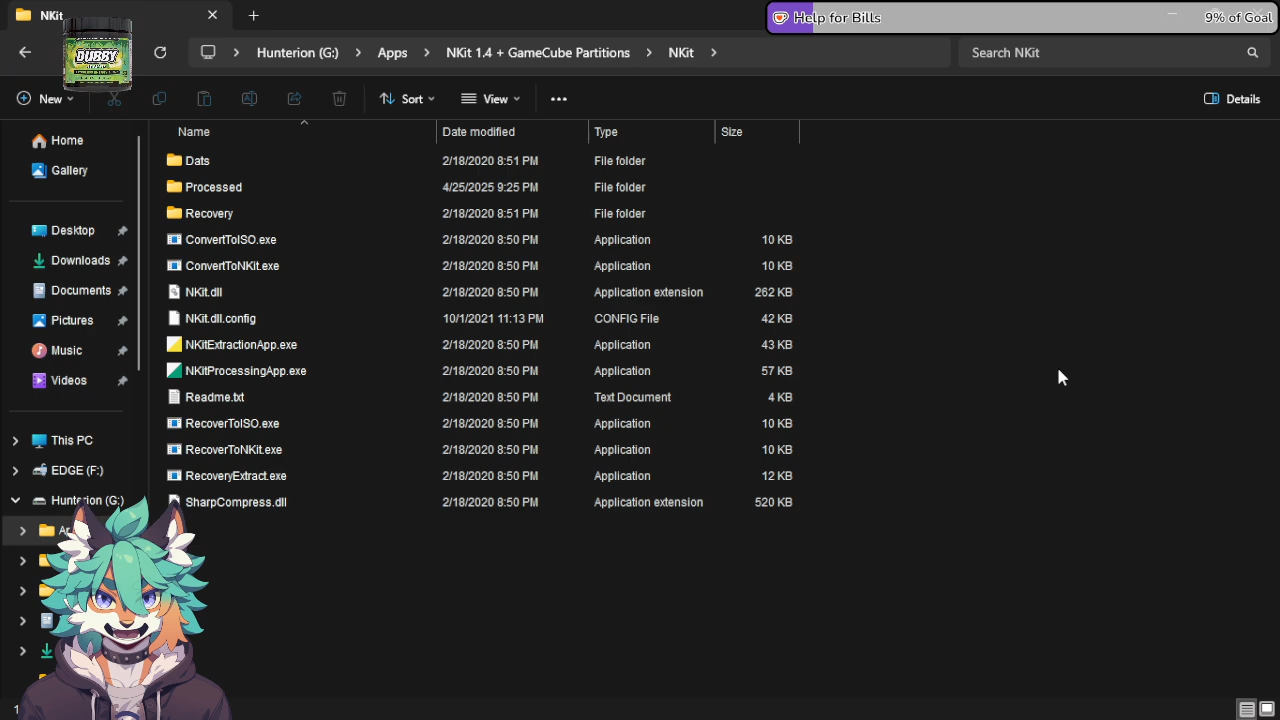 NKit
Help for Bills
9% of Goal
DUBBY
Hunterion (G:)
Apps
NKit 1.4 + GameCube Partitions
NKit
Search NKit
New
Sort
View
Details
Name
Date modified
Type
Size
Home
Gallery
Desktop
Downloads
Documents
Pictures
Music
Videos
This PC
EDGE (F:)
Hunterion (G:)
Dats 2/18/2020 8:51 PM File folder
Processed 4/25/2025 9:25 PM File folder
Recovery 2/18/2020 8:51 PM File folder
ConvertToISO.exe 2/18/2020 8:50 PM Application 10 KB
ConvertToNKit.exe 2/18/2020 8:50 PM Application 10 KB
NKit.dll 2/18/2020 8:50 PM Application extension 262 KB
NKit.dll.config 10/1/2021 11:13 PM CONFIG File 42 KB
NKitExtractionApp.exe 2/18/2020 8:50 PM Application 43 KB
NKitProcessingApp.exe 2/18/2020 8:50 PM Application 57 KB
Readme.txt 2/18/2020 8:50 PM Text Document 4 KB
RecoverToISO.exe 2/18/2020 8:50 PM Application 10 KB
RecoverToNKit.exe 2/18/2020 8:50 PM Application 10 KB
RecoveryExtract.exe 2/18/2020 8:50 PM Application 12 KB
SharpCompress.dll 2/18/2020 8:50 PM Application extension 520 KB